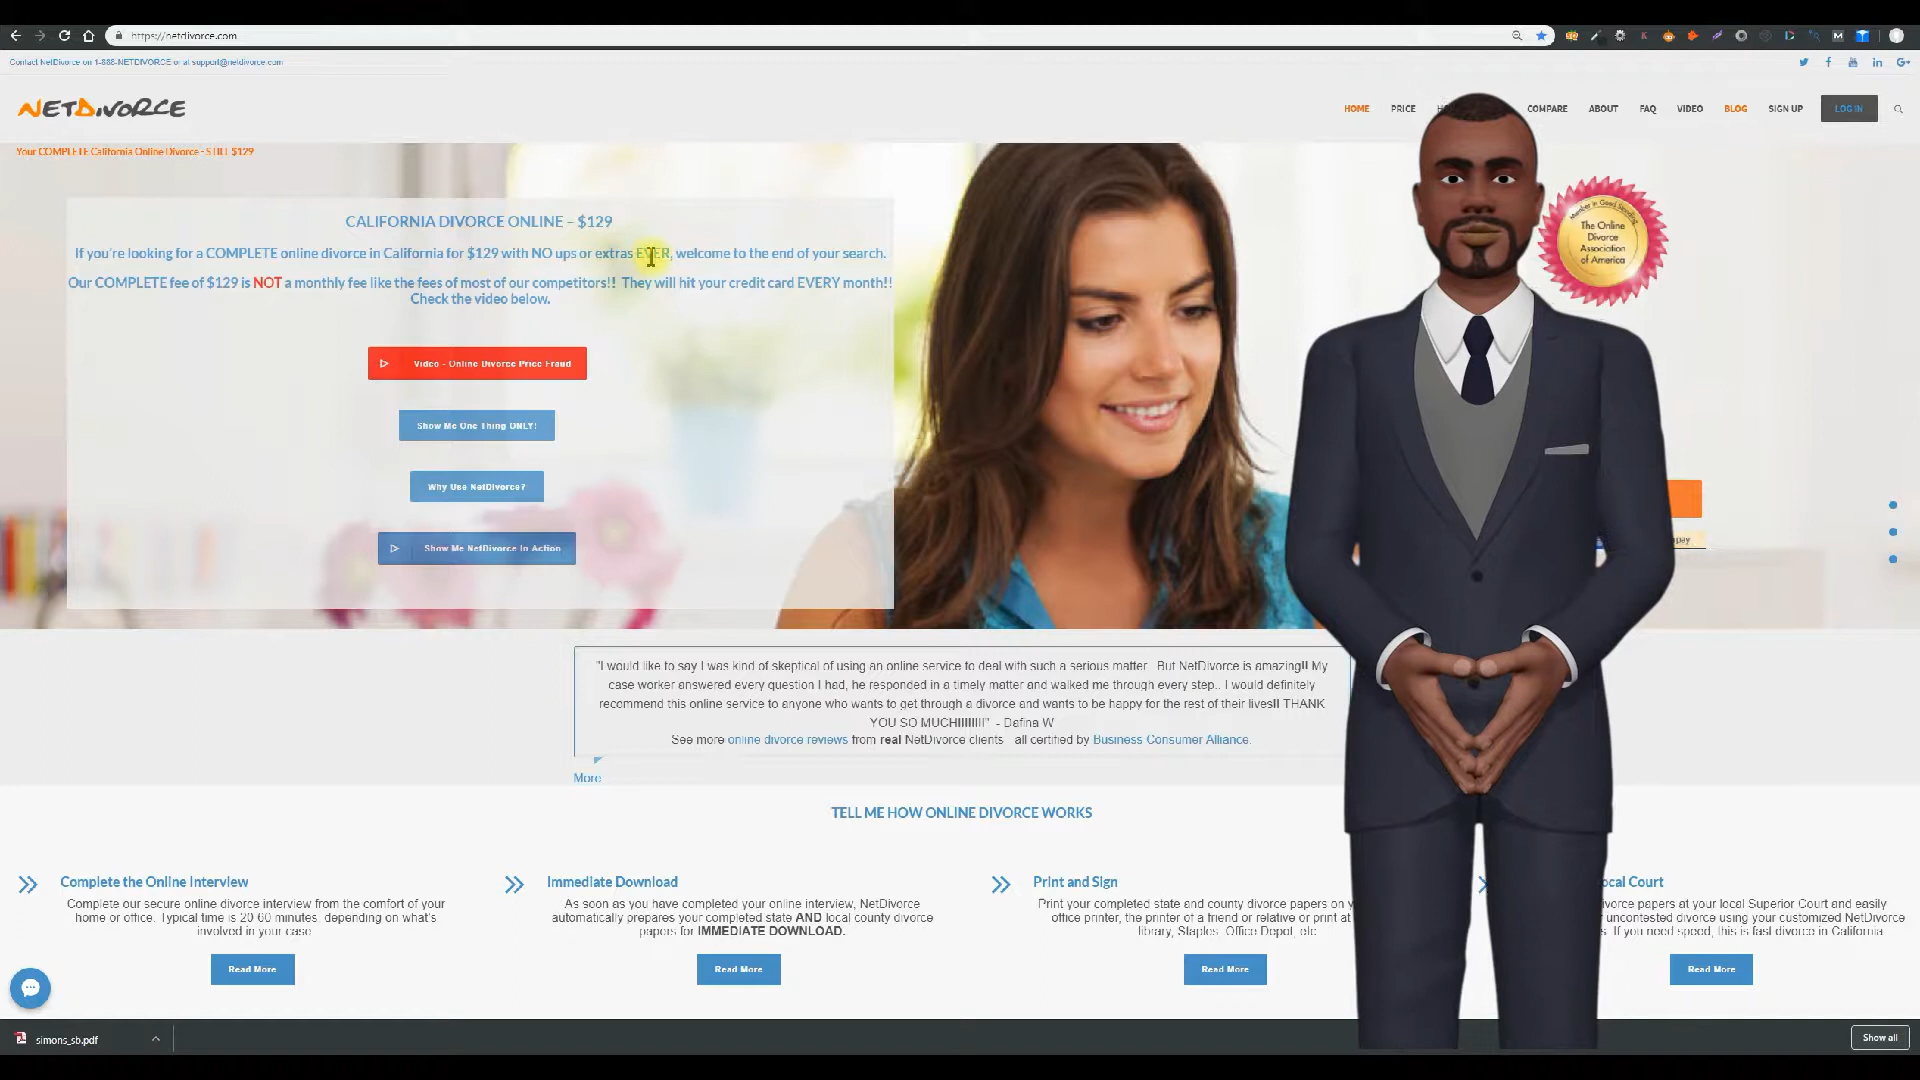 https://netdivorce.com
Contact NetDivorce on 1-888-NETDIVORCE or at support@netdivorce.com
NETDIVORCE
HOME PRICE COMPARE ABOUT FAQ VIDEO BLOG SIGN UP LOG IN
Your COMPLETE California Online Divorce - STILL $129
CALIFORNIA DIVORCE ONLINE – $129
If you're looking for a COMPLETE online divorce in California for $129 with NO ups or extras EVER, welcome to the end of your search.
Our COMPLETE fee of $129 is NOT a monthly fee like the fees of most of our competitors!! They will hit your credit card EVERY month!!
Check the video below.
Video - Online Divorce Price Fraud
Show Me One Thing ONLY!
Why Use NetDivorce?
Show Me NetDivorce In Action
Member in Good Standing
The Online
Divorce
Association
of America
pay
"I would like to say I was kind of skeptical of using an online service to deal with such a serious matter But NetDivorce is amazing!! My
case worker answered every question I had, he responded in a timely matter and walked me through every step.. I would definitely
recommend this online service to anyone who wants to get through a divorce and wants to be happy for the rest of their lives!! THANK
YOU SO MUCH!!!!!!!!" - Dafina W
See more online divorce reviews from real NetDivorce clients all certified by Business Consumer Alliance.
More
TELL ME HOW ONLINE DIVORCE WORKS
Complete the Online Interview
Complete our secure online divorce interview from the comfort of your
home or office. Typical time is 20 60 minutes, depending on what's
involved in your case
Read More
Immediate Download
As soon as you have completed your online interview, NetDivorce
automatically prepares your completed state AND local county divorce
papers for IMMEDIATE DOWNLOAD.
Read More
Print and Sign
Print your completed state and county divorce papers on
office printer, the printer of a friend or relative or print at
library, Staples, Office Depot, etc
Read More
ocal Court
ivorce papers at your local Superior Court and easily
uncontested divorce using your customized NetDivorce
s. If you need speed, this is fast divorce in California
Read More
simons_sb.pdf
Show all